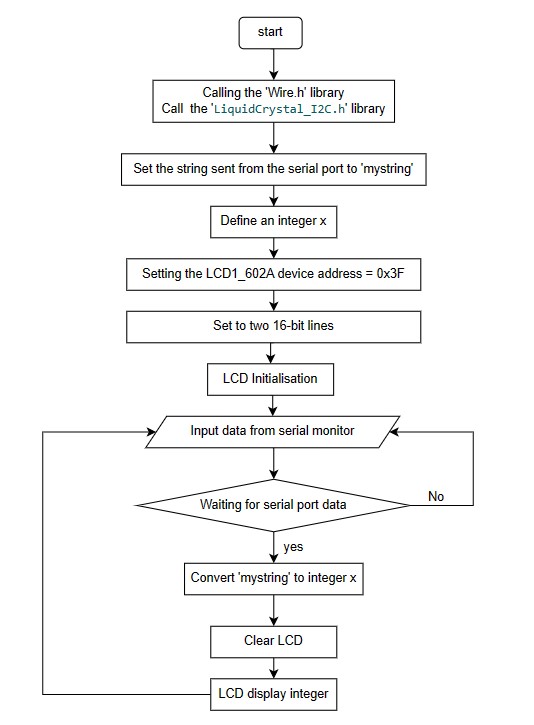 start
Calling the 'Wire.h' library
Call the 'LiquidCrystal_I2C.h' library
Set the string sent from the serial port to 'mystring'
Define an integer x
Setting the LCD1_602A device address = 0x3F
Set to two 16-bit lines
LCD Initialisation
Input data from serial monitor
Waiting for serial port data
No
yes
Convert 'mystring' to integer x
Clear LCD
LCD display integer